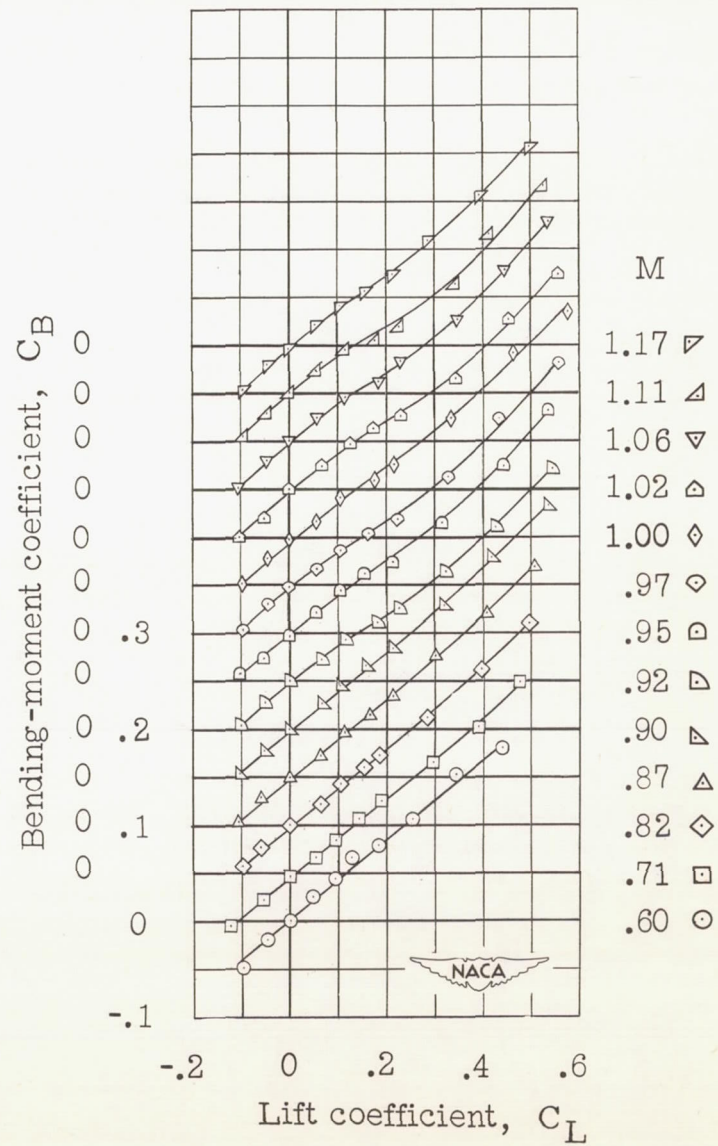 M
0 1.17
0 1.11
0 1.06
0 1.02
0 1.00
0 .97
0 .3 .95
0 .92
0 .2 .90
0 .87
0 .1 .82
0 .71
0 .60
-.1
Bending-moment coefficient, C_B
NACA
-.2 0 .2 .4 .6
Lift coefficient, C_L